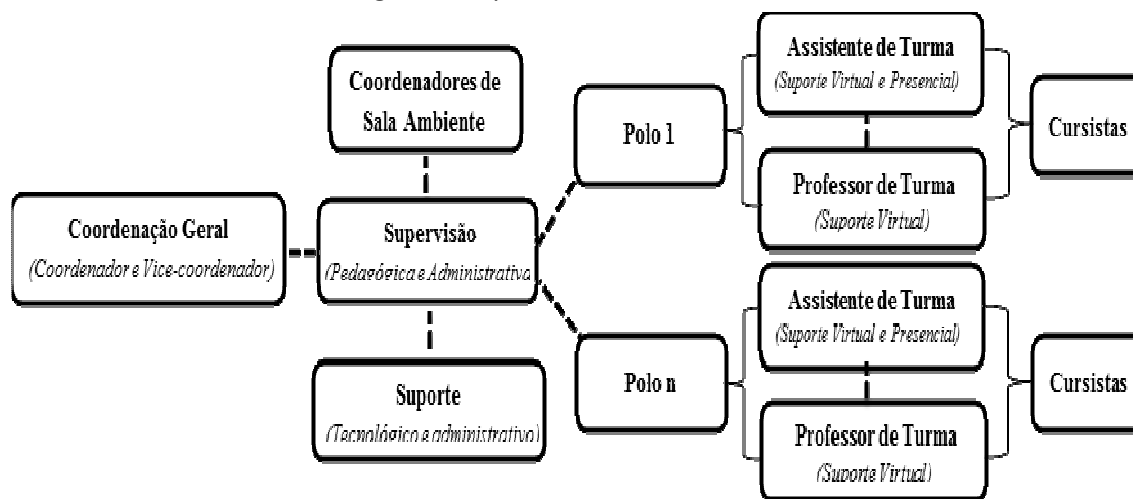 Coordenação Geral
(Coordenador e Vice-coordenador)
Coordenadores de
Sala Ambiente
Supervisão
(Pedagógica e Administrativa
Suporte
(Tecnológico e administrativo)
Polo 1
Assistente de Turma
(Suporte Virtual e Presencial)
Professor de Turma
(Suporte Virtual)
Cursistas
Polo n
Assistente de Turma
(Suporte Virtual e Presencial)
Professor de Turma
(Suporte Virtual)
Cursistas